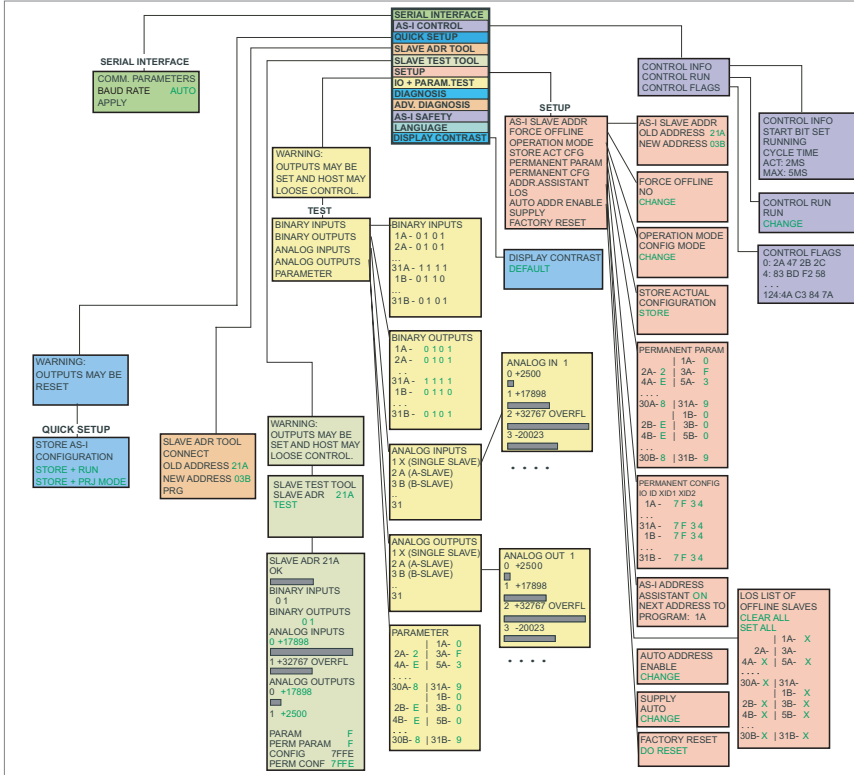 SERIAL INTERFACE
AS-I CONTROL
QUICK SETUP
SLAVE ADR TOOL
SLAVE TEST TOOL
SETUP
IO + PARAM.TEST
DIAGNOSIS
ADV. DIAGNOSIS
AS-I SAFETY
LANGUAGE
DISPLAY CONTRAST
SERIAL INTERFACE
COMM. PARAMETERS
BAUD RATE AUTO
APPLY
WARNING:
OUTPUTS MAY BE
RESET
QUICK SETUP
STORE AS-I
CONFIGURATION
STORE + RUN
STORE + PRJ MODE
SLAVE ADR TOOL
CONNECT
OLD ADDRESS 21A
NEW ADDRESS 03B
PRG
WARNING:
OUTPUTS MAY BE
SET AND HOST MAY
LOOSE CONTROL.
SLAVE TEST TOOL
SLAVE ADR 21A
TEST
SLAVE ADR 21A
OK
BINARY INPUTS
0 1
BINARY OUTPUTS
0 1
ANALOG INPUTS
0 +17898
1 +32767 OVERFL
ANALOG OUTPUTS
0 +17898
1 +2500
PARAM F
PERM PARAM F
CONFIG 7FFE
PERM CONF 7FFE
WARNING:
OUTPUTS MAY BE
SET AND HOST MAY
LOOSE CONTROL.
TEST
BINARY INPUTS
BINARY OUTPUTS
ANALOG INPUTS
ANALOG OUTPUTS
PARAMETER
BINARY INPUTS
1A - 0 1 0 1
2A - 0 1 0 1
...
31A - 1 1 1 1
1B - 0 1 1 0
...
31B - 0 1 0 1
BINARY OUTPUTS
1A - 0 1 0 1
2A - 0 1 0 1
. . .
31A - 1 1 1 1
1B - 0 1 1 0
...
31B - 0 1 0 1
ANALOG INPUTS
1 X (SINGLE SLAVE)
2 A (A-SLAVE)
3 B (B-SLAVE)
..
31
ANALOG OUTPUTS
1 X (SINGLE SLAVE)
2 A (A-SLAVE)
3 B (B-SLAVE)
..
31
PARAMETER
| 1A- 0
2A- 2 | 3A- F
4A- E | 5A- 3
. . . .
30A- 8 | 31A- 9
| 1B- 0
2B- E | 3B- 0
4B- E | 5B- 0
...
30B- 8 | 31B- 9
ANALOG IN 1
0 +2500
1 +17898
2 +32767 OVERFL
3 -20023
. . . .
ANALOG OUT 1
0 +2500
1 +17898
2 +32767 OVERFL
3 -20023
. . . .
SETUP
AS-I SLAVE ADDR
FORCE OFFLINE
OPERATION MODE
STORE ACT CFG
PERMANENT PARAM
PERMANENT CFG
ADDR.ASSISTANT
LOS
AUTO ADDR ENABLE
SUPPLY
FACTORY RESET
DISPLAY CONTRAST
DEFAULT
AS-I SLAVE ADDR
OLD ADDRESS 21A
NEW ADDRESS 03B
FORCE OFFLINE
NO
CHANGE
OPERATION MODE
CONFIG MODE
CHANGE
STORE ACTUAL
CONFIGURATION
STORE
PERMANENT PARAM
| 1A- 0
2A- 2 | 3A- F
4A- E | 5A- 3
. . . .
30A- 8 | 31A- 9
| 1B- 0
2B- E | 3B- 0
4B- E | 5B- 0
...
30B- 8 | 31B- 9
PERMANENT CONFIG
IO ID XID1 XID2
1A - 7 F 3 4
. . .
31A - 7 F 3 4
1B - 7 F 3 4
...
31B - 7 F 3 4
AS-I ADDRESS
ASSISTANT ON
NEXT ADDRESS TO
PROGRAM: 1A
AUTO ADDRESS
ENABLE
CHANGE
SUPPLY
AUTO
CHANGE
FACTORY RESET
DO RESET
LOS LIST OF
OFFLINE SLAVES
CLEAR ALL
SET ALL
| 1A- X
2A- | 3A-
4A- X | 5A- X
. . . .
30A- X | 31A-
| 1B- X
2B- X | 3B- X
4B- X | 5B- X
...
30B- X | 31B- X
CONTROL INFO
CONTROL RUN
CONTROL FLAGS
CONTROL INFO
START BIT SET
RUNNING
CYCLE TIME
ACT: 2MS
MAX: 5MS
CONTROL RUN
RUN
CHANGE
CONTROL FLAGS
0: 2A 47 2B 2C
4: 83 BD F2 58
. . .
124:4A C3 84 7A